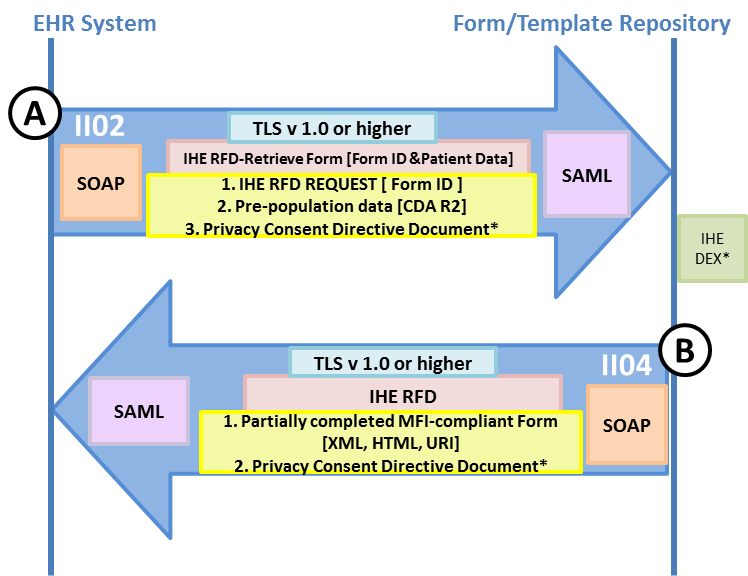 EHR System
Form/Template Repository
A
II02
TLS v 1.0 or higher
IHE RFD-Retrieve Form [Form ID &Patient Data]
SOAP
1. IHE RFD REQUEST [ Form ID ]
2. Pre-population data [CDA R2]
3. Privacy Consent Directive Document*
SAML
IHE
DEX*
B
TLS v 1.0 or higher
II04
IHE RFD
SAML
1. Partially completed MFI-compliant Form
[XML, HTML, URI]
2. Privacy Consent Directive Document*
SOAP